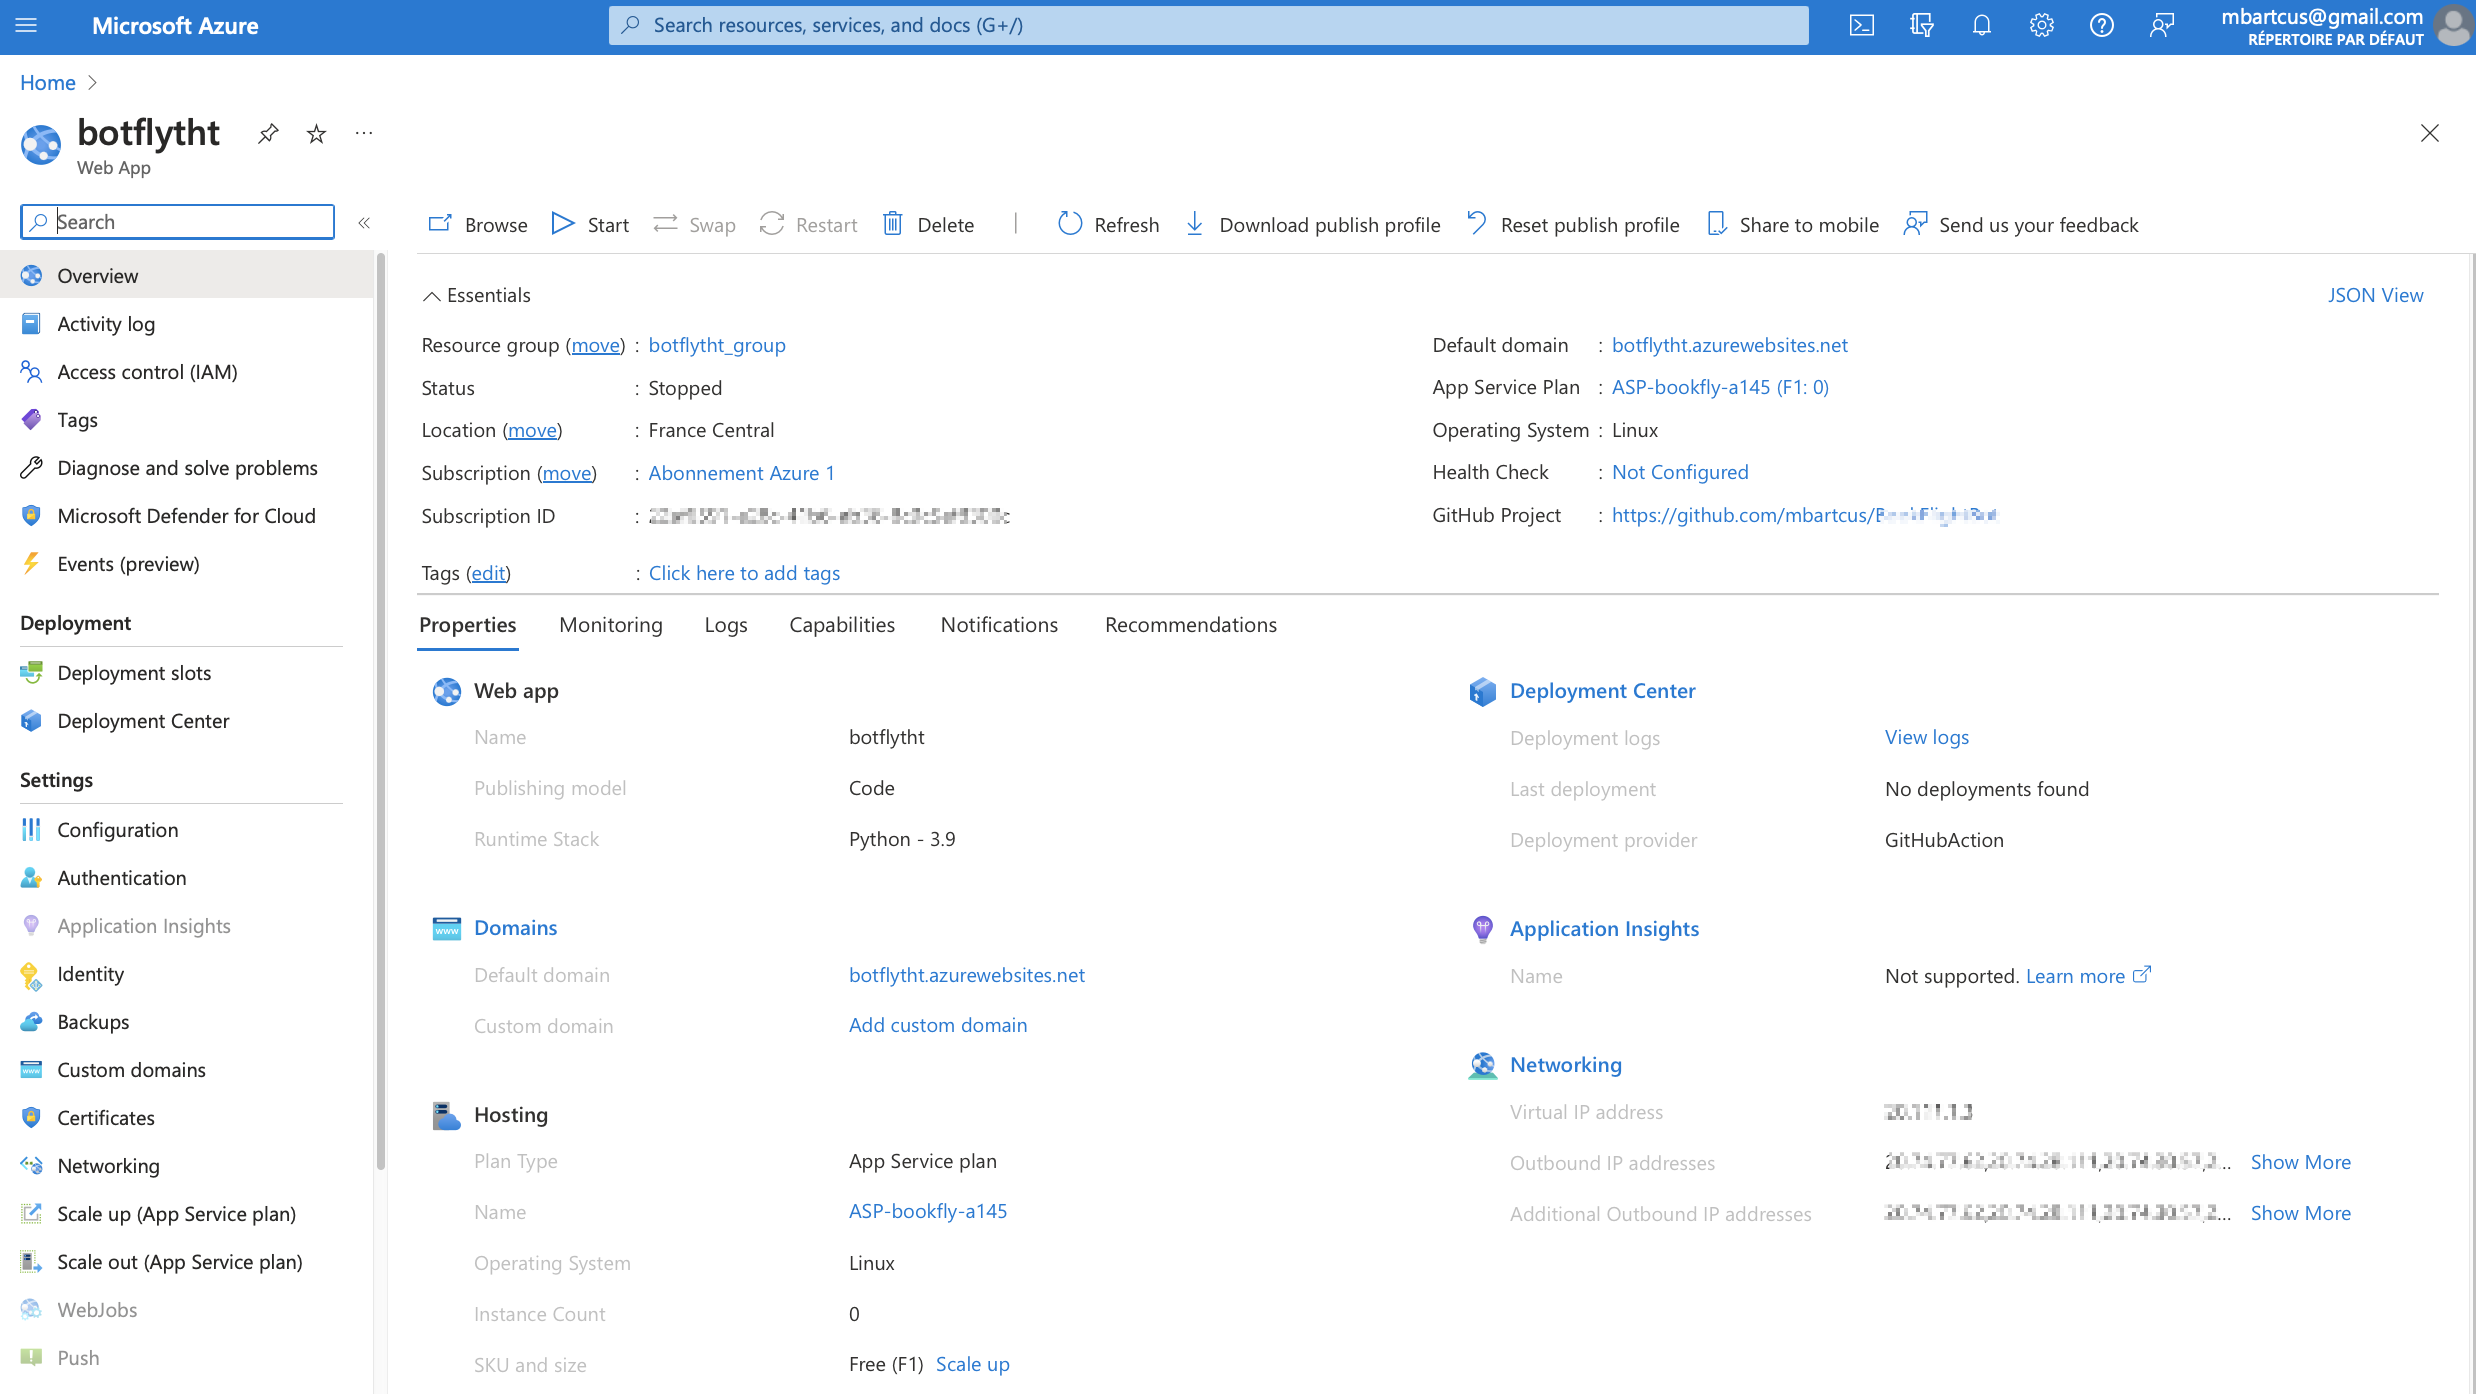 Microsoft Azure
Search resources, services, and docs (G+/)
mbartcus@gmail.com
RÉPERTOIRE PAR DÉFAUT
Home
botflytht
Web App
Search
Browse
Start
Swap
Restart
Delete
Refresh
Download publish profile
Reset publish profile
Share to mobile
Send us your feedback
Overview
Activity log
Access control (IAM)
Tags
Diagnose and solve problems
Microsoft Defender for Cloud
Events (preview)
Deployment
Deployment slots
Deployment Center
Settings
Configuration
Authentication
Application Insights
Identity
Backups
Custom domains
Certificates
Networking
Scale up (App Service plan)
Scale out (App Service plan)
WebJobs
Push
Essentials
JSON View
Resource group (move) : botflytht_group
Status : Stopped
Location (move) : France Central
Subscription (move) : Abonnement Azure 1
Subscription ID :
Tags (edit) : Click here to add tags
Default domain : botflytht.azurewebsites.net
App Service Plan : ASP-bookfly-a145 (F1: 0)
Operating System : Linux
Health Check : Not Configured
GitHub Project : https://github.com/mbartcus/
Properties
Monitoring
Logs
Capabilities
Notifications
Recommendations
Web app
Name botflytht
Publishing model Code
Runtime Stack Python - 3.9
Domains
Default domain botflytht.azurewebsites.net
Custom domain Add custom domain
Hosting
Plan Type App Service plan
Name ASP-bookfly-a145
Operating System Linux
Instance Count 0
SKU and size Free (F1) Scale up
Deployment Center
Deployment logs View logs
Last deployment No deployments found
Deployment provider GitHubAction
Application Insights
Name Not supported. Learn more
Networking
Virtual IP address
Outbound IP addresses Show More
Additional Outbound IP addresses Show More